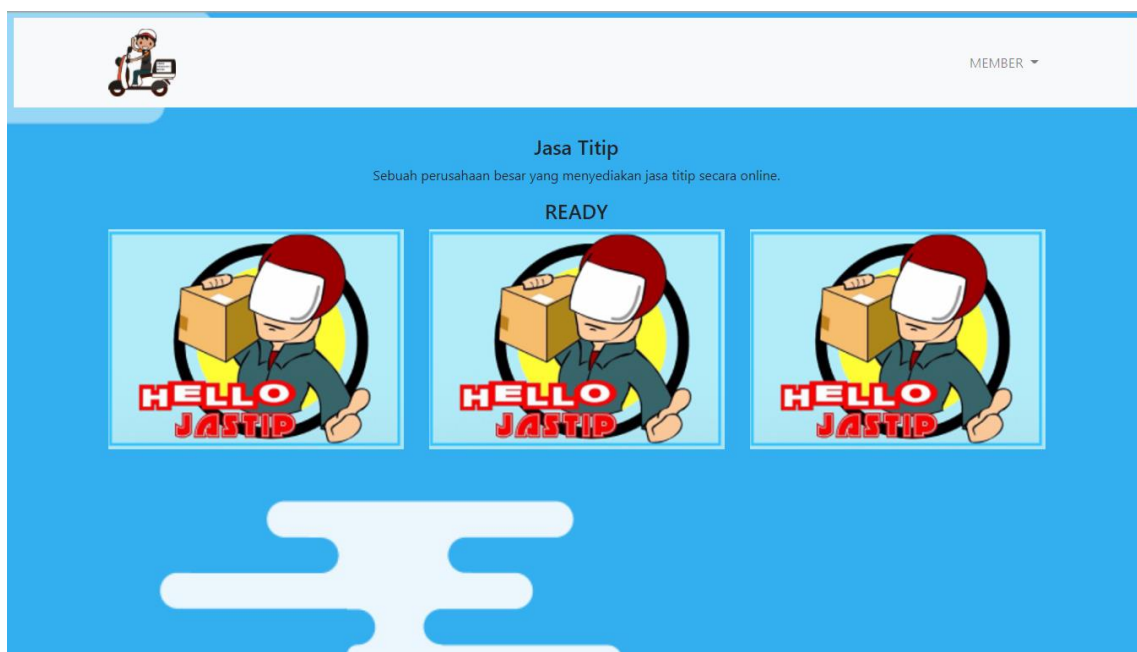 MEMBER
Jasa Titip
Sebuah perusahaan besar yang menyediakan jasa titip secara online.
READY
HELLO
JASTIP
HELLO
JASTIP
HELLO
JASTIP